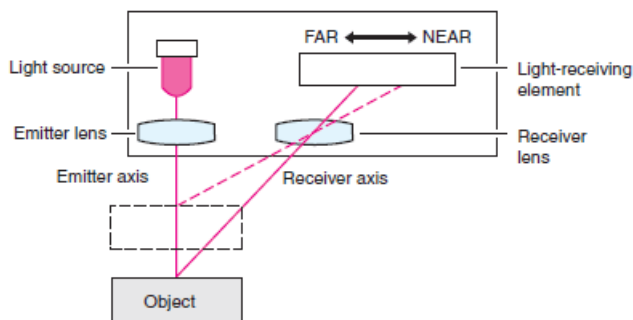 FAR NEAR
Light source
Light-receiving
element
Emitter lens
Receiver
lens
Emitter axis
Receiver axis
Object